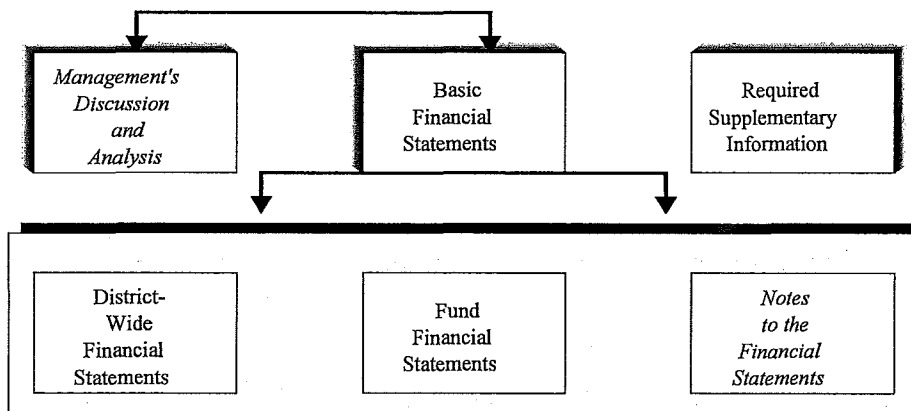 Management's
Discussion
and
Analysis
Basic
Financial
Statements
Required
Supplementary
Information
District-
Wide
Financial
Statements
Fund
Financial
Statements
Notes
to the
Financial
Statements